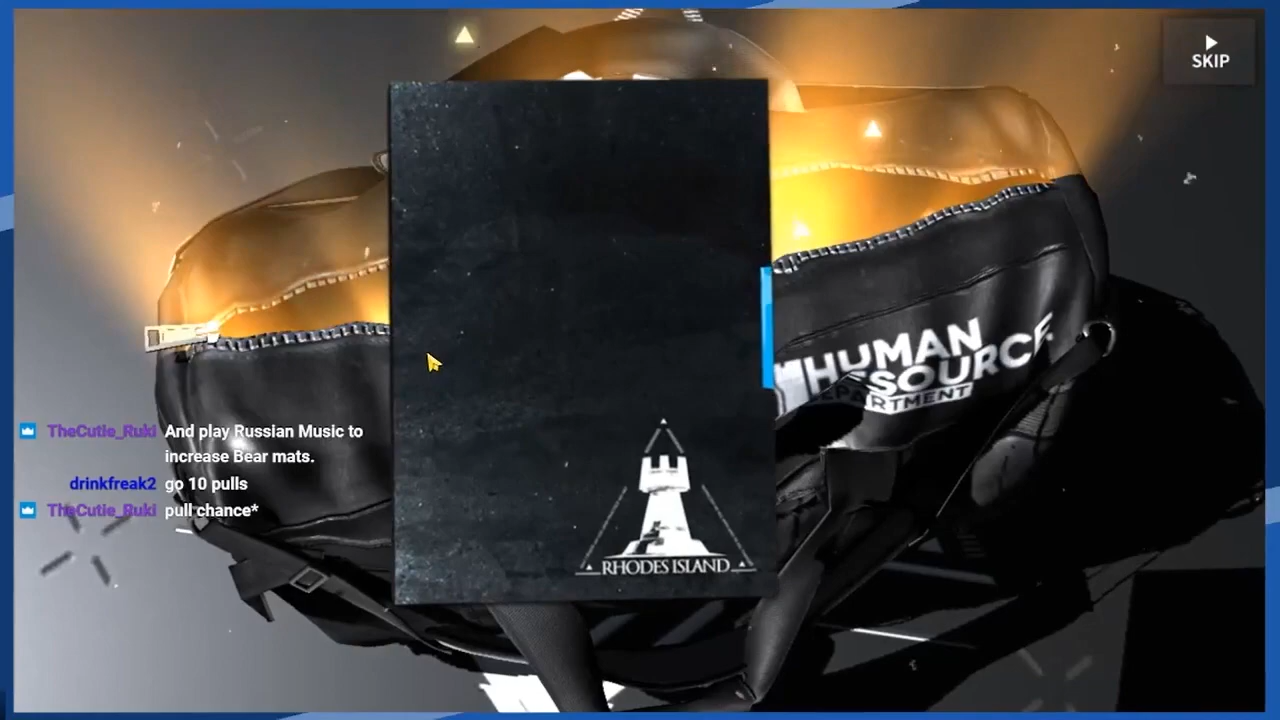 SKIP
HUMAN
RESOURCE
DEPARTMENT
TheCutie_Ruki And play Russian Music to
increase Bear mats.
drinkfreak2 go 10 pulls
TheCutie_Ruki pull chance*
RHODES ISLAND